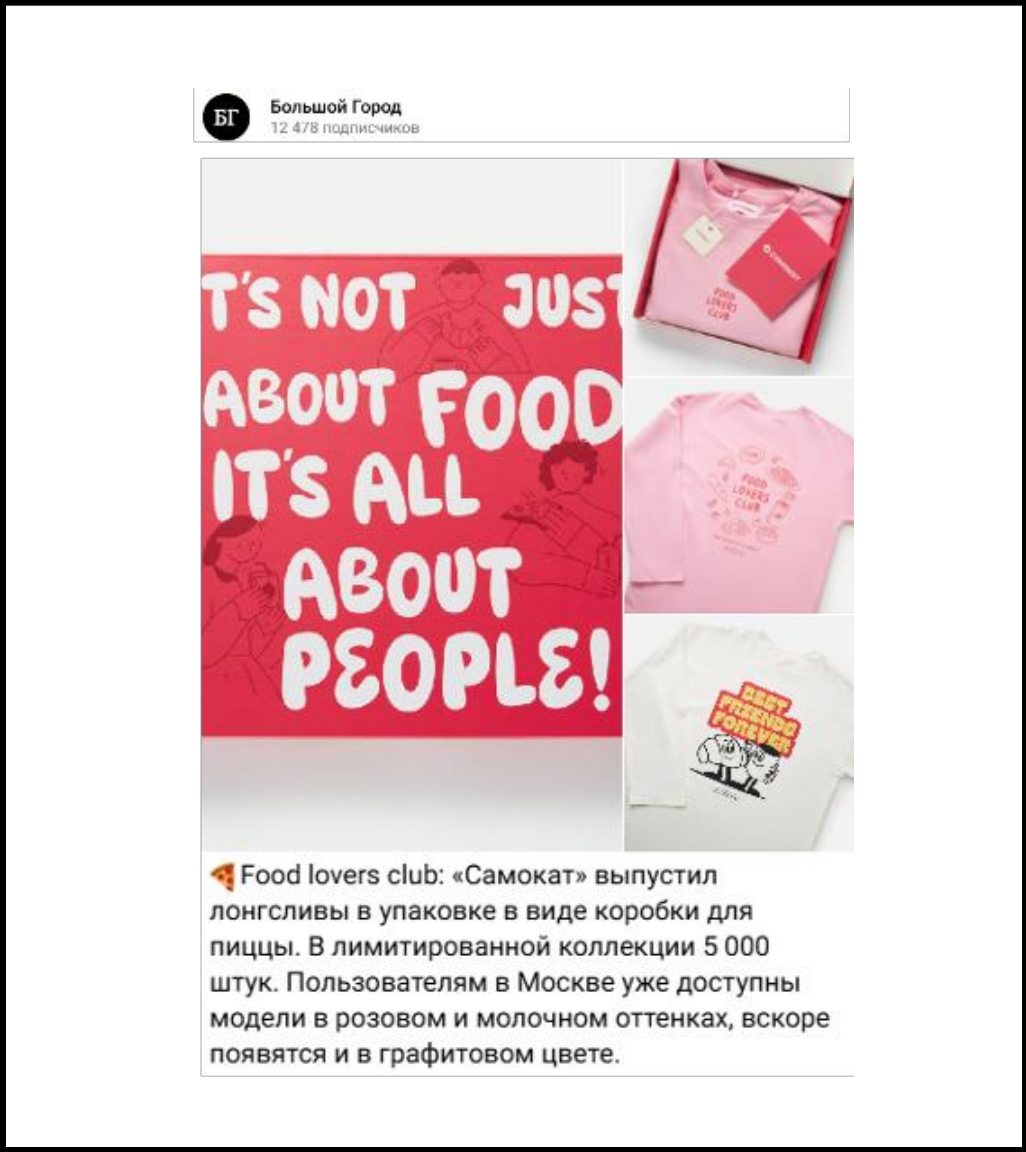 БГ
Большой Город
12 478 подписчиков
T'S NOT JUST
ABOUT FOOD
IT'S ALL
ABOUT
PEOPLE!
FOOD
LOVERS
CLUB
FOOD
LOVERS
CLUB
BEST
FRIENDS
FOREVER
Food lovers club: «Самокат» выпустил
лонгсливы в упаковке в виде коробки для
пиццы. В лимитированной коллекции 5 000
штук. Пользователям в Москве уже доступны
модели в розовом и молочном оттенках, вскоре
появятся и в графитовом цвете.